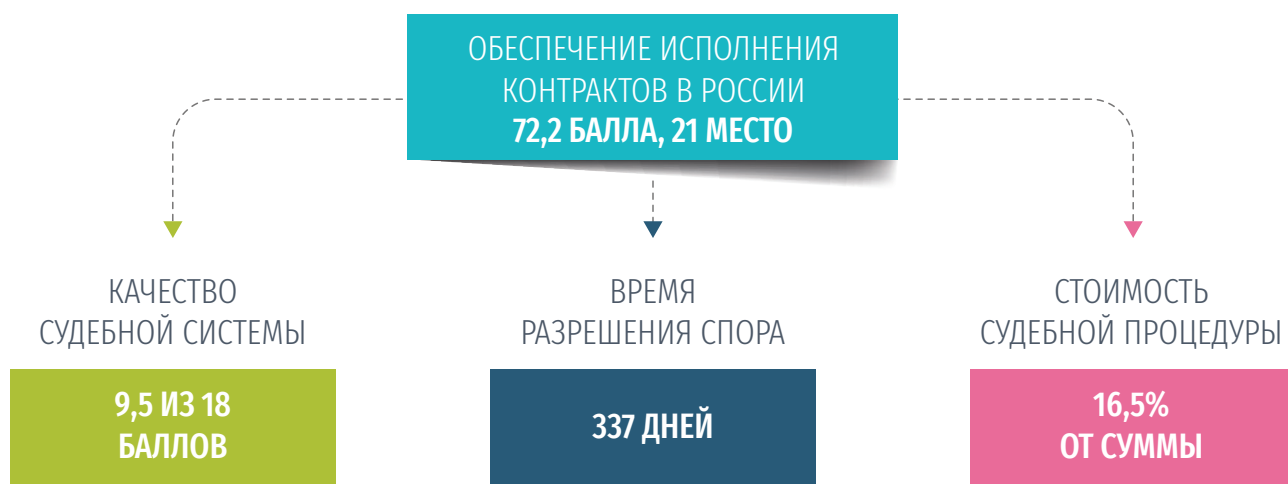 ОБЕСПЕЧЕНИЕ ИСПОЛНЕНИЯ
КОНТРАКТОВ В РОССИИ
72,2 БАЛЛА, 21 МЕСТО
КАЧЕСТВО
СУДЕБНОЙ СИСТЕМЫ
9,5 ИЗ 18
БАЛЛОВ
ВРЕМЯ
РАЗРЕШЕНИЯ СПОРА
337 ДНЕЙ
СТОИМОСТЬ
СУДЕБНОЙ ПРОЦЕДУРЫ
16,5%
ОТ СУММЫ